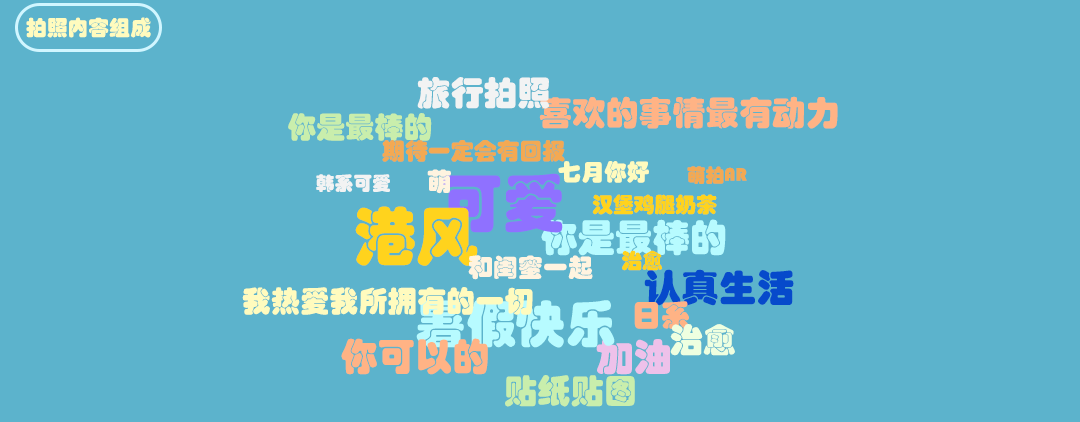 拍照内容组成
旅行拍照
喜欢的事情最有动力
你是最棒的
期待一定会有回报
七月你好
萌拍AR
韩系可爱
萌
可爱
汉堡鸡腿奶茶
港风
你是最棒的
和闺蜜一起
治愈
认真生活
我热爱我所拥有的一切
日系
暑假快乐
治愈
你可以的
加油
贴纸贴图